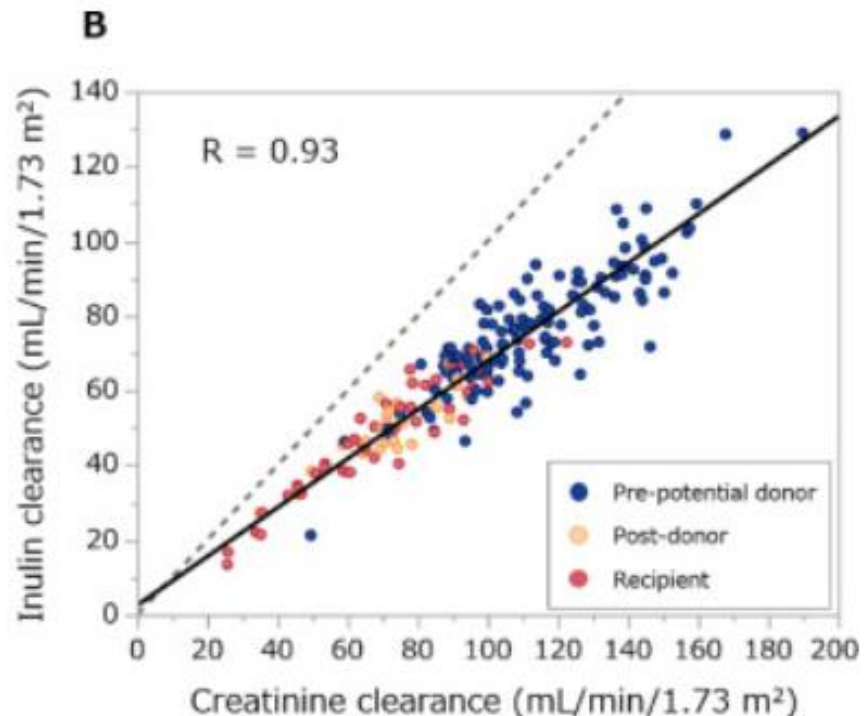 B
Inulin clearance (mL/min/1.73 m²)
140
120
100
80
60
40
20
0
R = 0.93
Pre-potential donor
Post-donor
Recipient
0 20 40 60 80 100 120 140 160 180 200
Creatinine clearance (mL/min/1.73 m²)